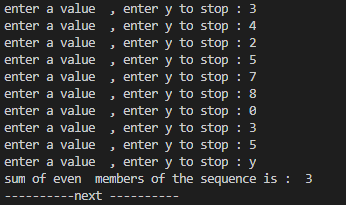 enter a value  , enter y to stop : 3
enter a value  , enter y to stop : 4
enter a value  , enter y to stop : 2
enter a value  , enter y to stop : 5
enter a value  , enter y to stop : 7
enter a value  , enter y to stop : 8
enter a value  , enter y to stop : 0
enter a value  , enter y to stop : 3
enter a value  , enter y to stop : 5
enter a value  , enter y to stop : y
sum of even  members of the sequence is :  3
----------next ----------